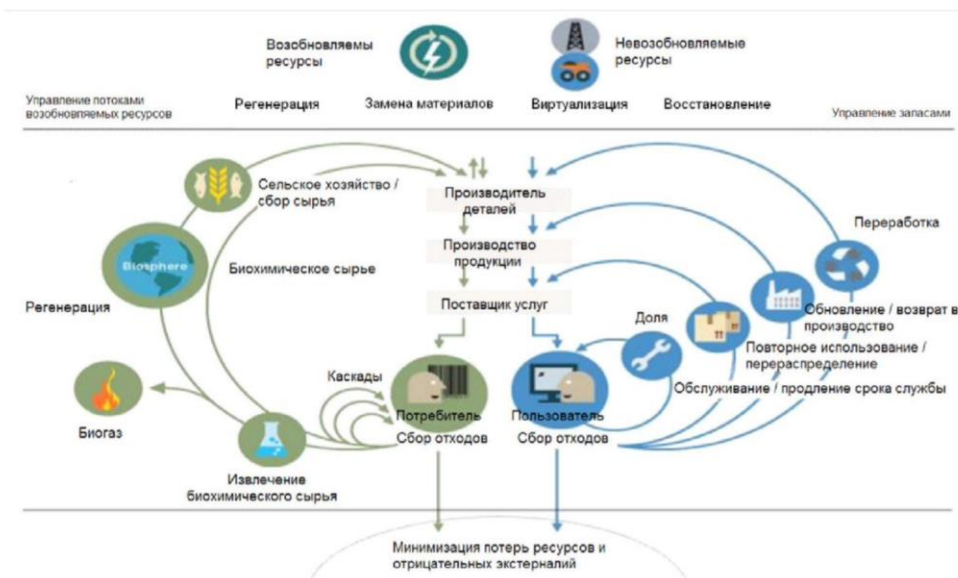 Возобновляемы
ресурсы
Невозобновляемые
ресурсы
Управление потоками
возобновляемых ресурсов
Регенерация
Замена материалов
Виртуализация
Восстановление
Управление запасами
Сельское хозяйство /
сбор сырья
Производитель
деталей
Переработка
Biosphere
Биохимическое сырье
Производство
продукции
Регенерация
Поставщик услуг
Доля
Обновление / возврат в
производство
Повторное использование /
перераспределение
Каскады
Обслуживание / продление срока службы
Потребитель
Пользователь
Биогаз
Сбор отходов
Сбор отходов
Извлечение
биохимического сырья
Минимизация потерь ресурсов и
отрицательных экстерналий